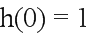 h(0) = 1